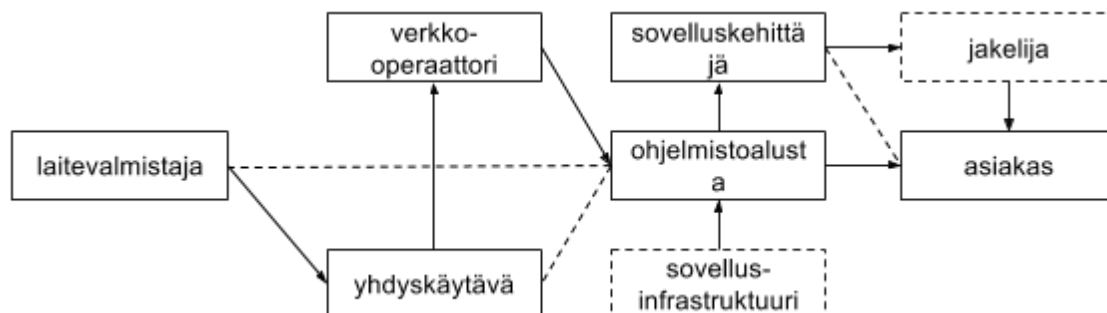 verkko-
operaattori
sovelluskehittä
jä
jakelija
laitevalmistaja
ohjelmistoalust
a
asiakas
yhdyskäytävä
sovellus-
infrastruktuuri